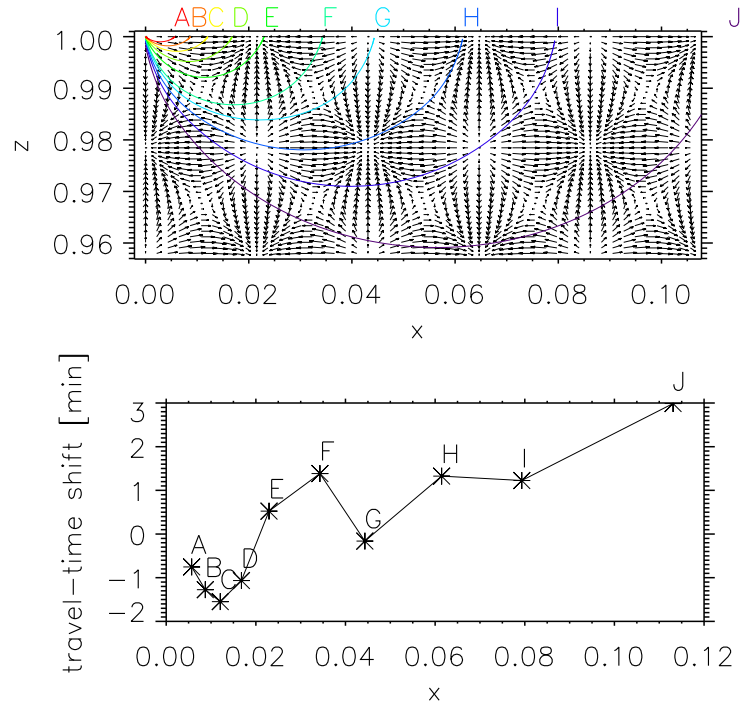 A B C D E F G H I J
1.00
0.99
0.98
0.97
0.96
z
0.00 0.02 0.04 0.06 0.08 0.10
x
travel-time shift [min]
3
2
1
0
-1
-2
A B C D E F G H I J
0.00 0.02 0.04 0.06 0.08 0.10 0.12
x